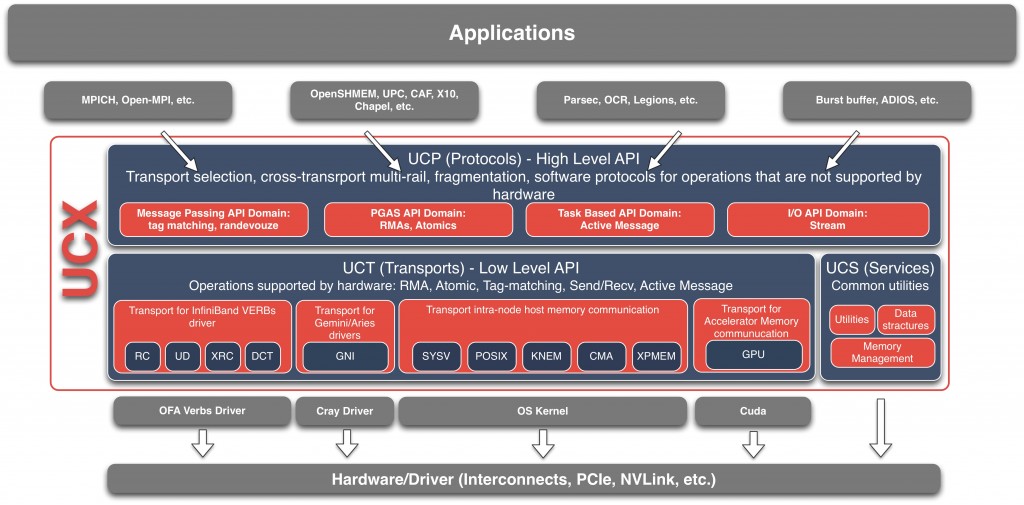 Applications
MPICH, Open-MPI, etc.
OpenSHMEM, UPC, CAF, X10,
Chapel, etc.
Parsec, OCR, Legions, etc.
Burst buffer, ADIOS, etc.
UCX
UCP (Protocols) - High Level API
Transport selection, cross-transrport multi-rail, fragmentation, software protocols for operations that are not supported by
hardware
Message Passing API Domain:
tag matching, randevouze
PGAS API Domain:
RMAs, Atomics
Task Based API Domain:
Active Message
I/O API Domain:
Stream
UCT (Transports) - Low Level API
Operations supported by hardware: RMA, Atomic, Tag-matching, Send/Recv, Active Message
Transport for InfiniBand VERBs
driver
RC
UD
XRC
DCT
Transport for
Gemini/Aries
drivers
GNI
Transport intra-node host memory communication
SYSV
POSIX
KNEM
CMA
XPMEM
Transport for
Accelerator Memory
communucation
GPU
UCS (Services)
Common utilities
Utilities
Data
stractures
Memory
Management
OFA Verbs Driver
Cray Driver
OS Kernel
Cuda
Hardware/Driver (Interconnects, PCIe, NVLink, etc.)